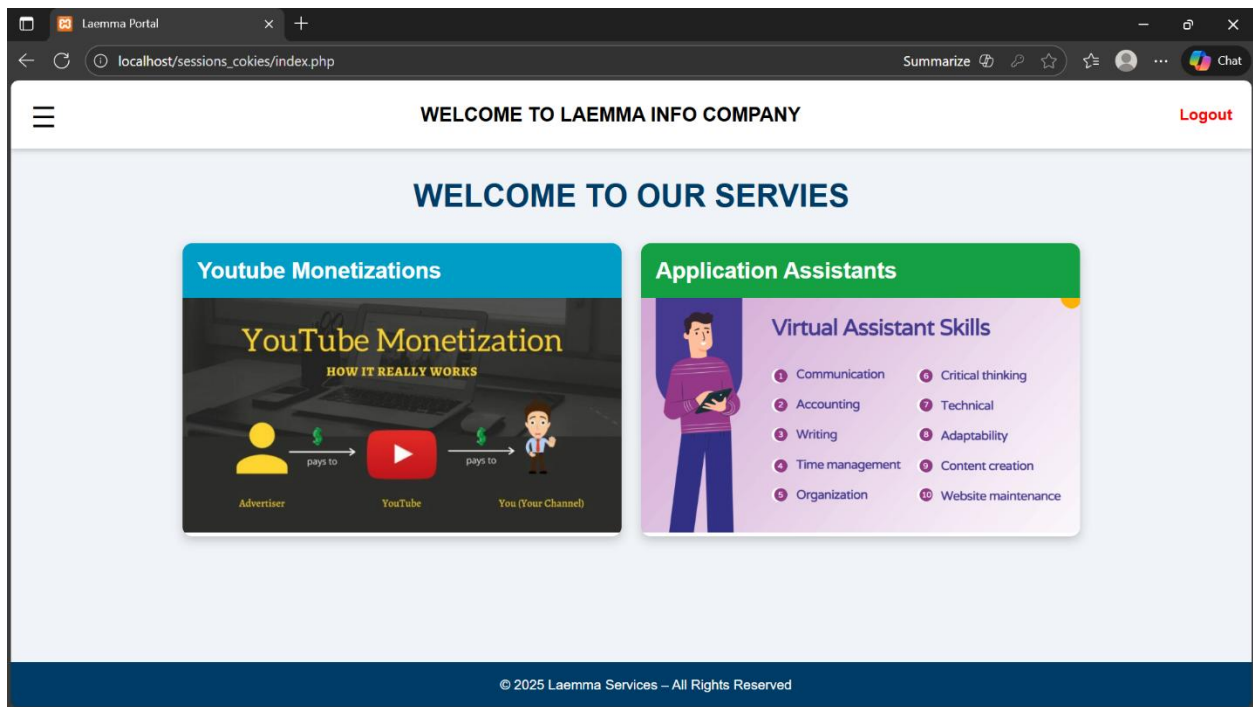 Laemma Portal
localhost/sessions_cokies/index.php
Summarize
Chat
WELCOME TO LAEMMA INFO COMPANY
Logout
WELCOME TO OUR SERVIES
Youtube Monetizations
YouTube Monetization
HOW IT REALLY WORKS
pays to
pays to
Advertiser
YouTube
You (Your Channel)
Application Assistants
Virtual Assistant Skills
1 Communication
2 Accounting
3 Writing
4 Time management
5 Organization
6 Critical thinking
7 Technical
8 Adaptability
9 Content creation
10 Website maintenance
© 2025 Laemma Services – All Rights Reserved